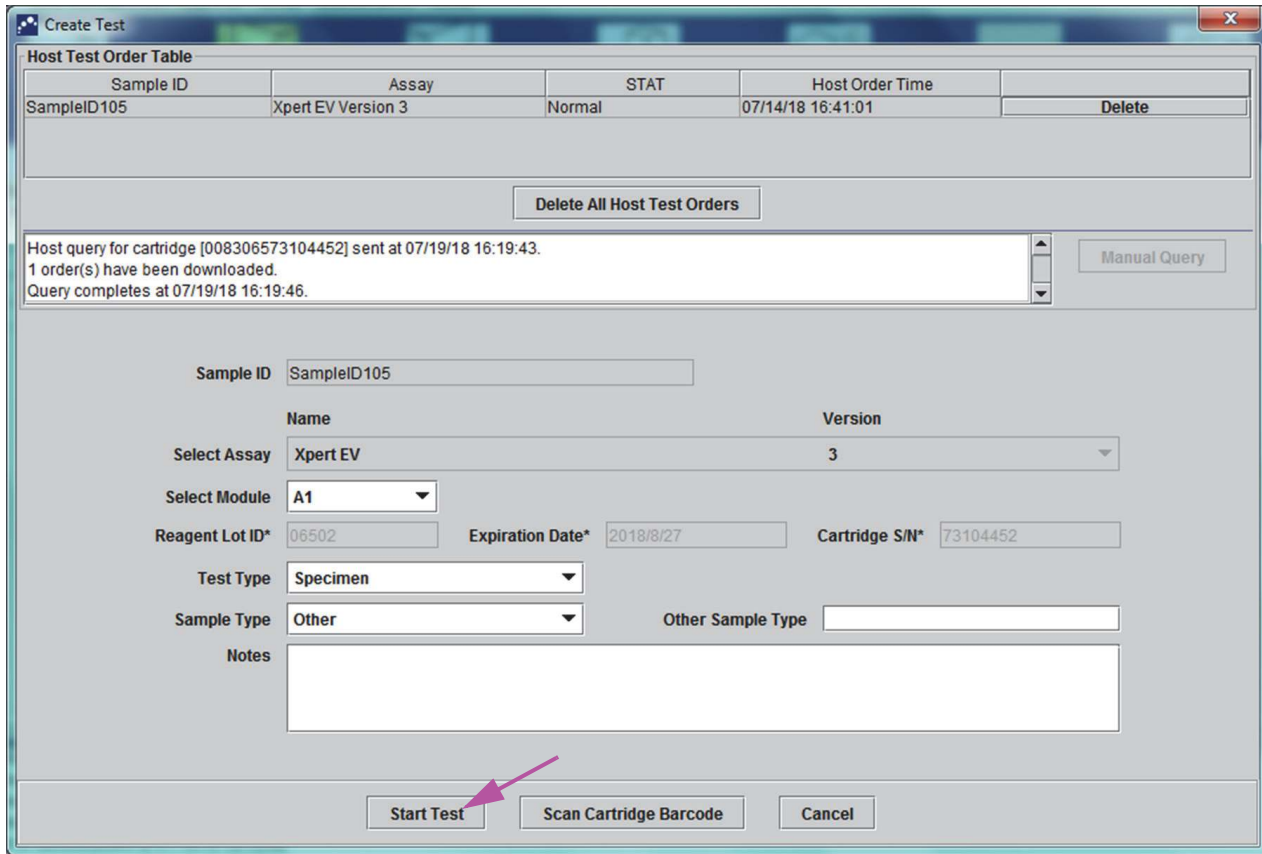 Create Test
Host Test Order Table
Sample ID Assay STAT Host Order Time
SampleID105 Xpert EV Version 3 Normal 07/14/18 16:41:01 Delete
Delete All Host Test Orders
Host query for cartridge [008306573104452] sent at 07/19/18 16:19:43.
1 order(s) have been downloaded.
Query completes at 07/19/18 16:19:46.
Manual Query
Sample ID SampleID105
Name Version
Select Assay Xpert EV 3
Select Module A1
Reagent Lot ID* 06502 Expiration Date* 2018/8/27 Cartridge S/N* 73104452
Test Type Specimen
Sample Type Other Other Sample Type
Notes
Start Test Scan Cartridge Barcode Cancel